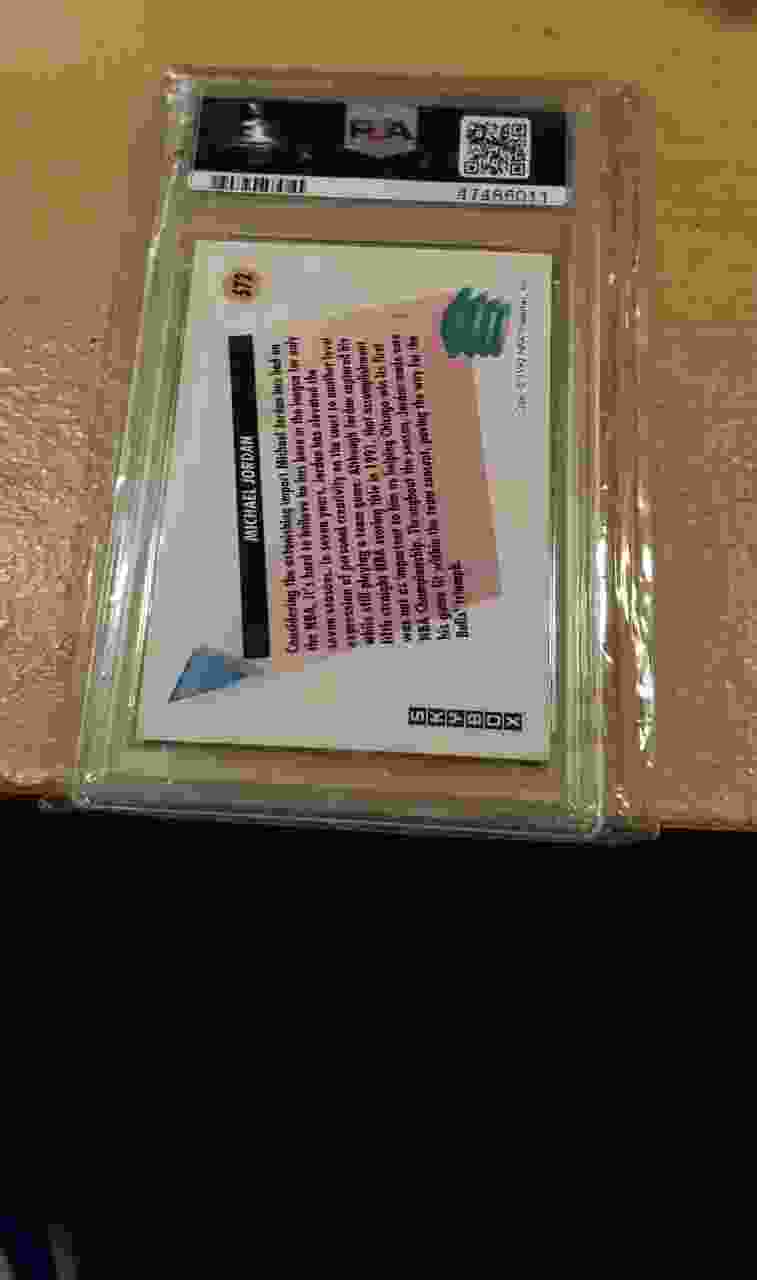 PSA
47486011
572
MICHAEL JORDAN
Considering the astonishing impact Michael Jordan has had on
the NBA, it's hard to believe he has been in the league for only
seven seasons. In seven years, Jordan has elevated the
expression of personal creativity on the court to another level
while still playing a team game. Although Jordan captured his
fifth straight NBA scoring title in 1991, that accomplishment
was not as important to him as helping Chicago win its first
NBA Championship. Throughout the season, Jordan made sure
his game fit within the team concept, paving the way for the
Bulls' triumph.
SKYBOX